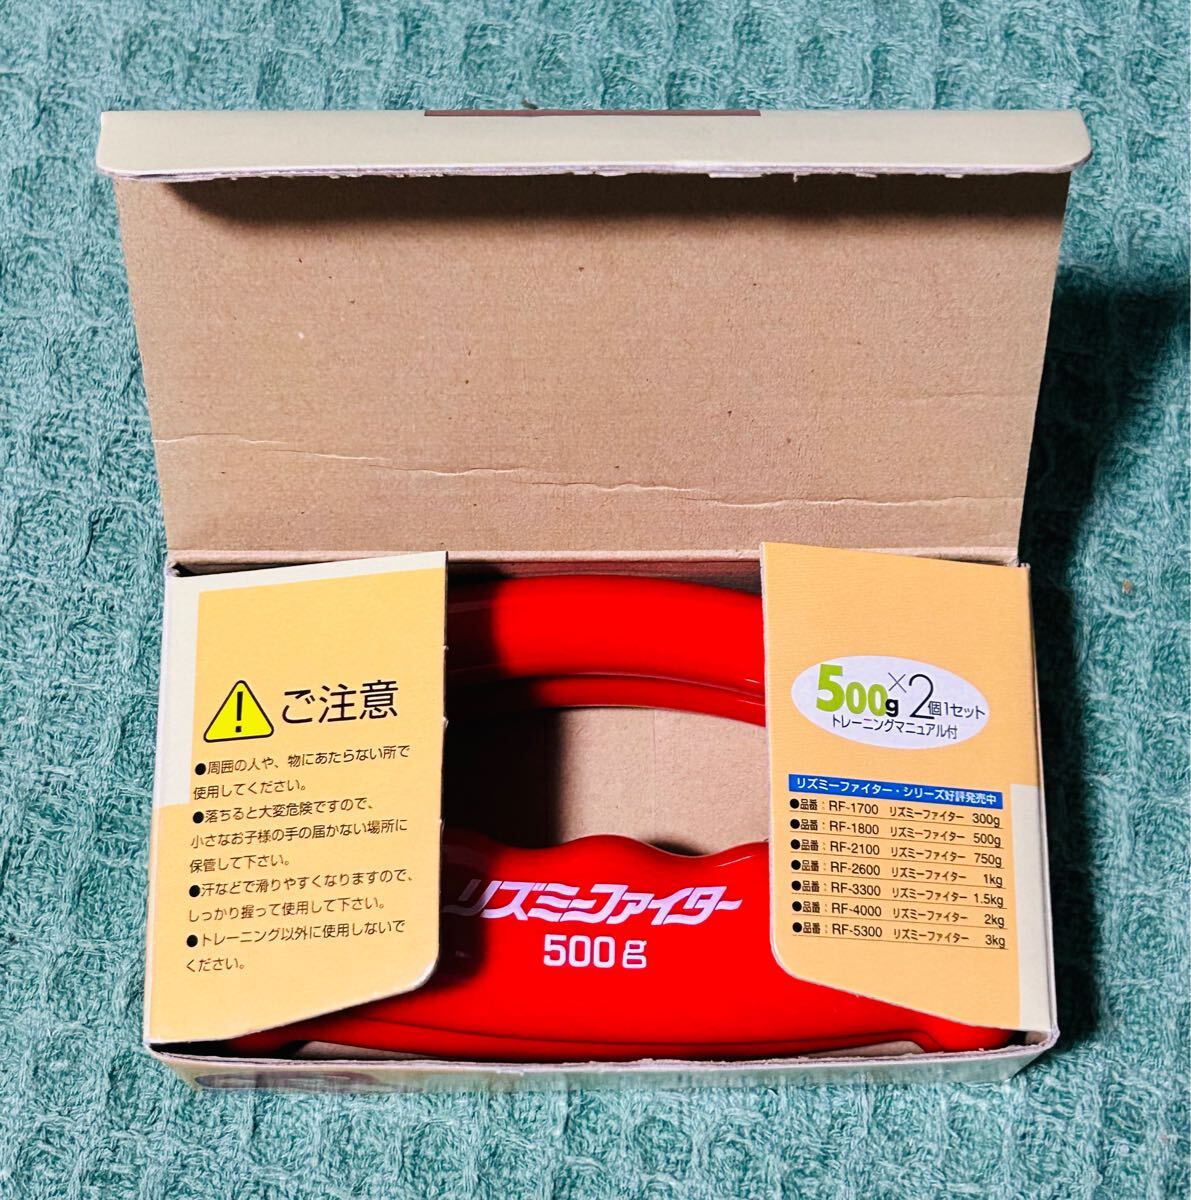 ご注意
●周囲の人や、物にあたらない所で
使用してください。
●落ちると大変危険ですので、
小さなお子様の手の届かない場所に
保管して下さい。
●汗などで滑りやすくなりますので、
しっかり握って使用して下さい。
●トレーニング以外に使用しないで
ください。
リズミーファイター
500g
500g×2個1セット
トレーニングマニュアル付
リズミーファイター・シリーズ好評発売中
●品番：RF-1700 リズミーファイター 300g
●品番：RF-1800 リズミーファイター 500g
●品番：RF-2100 リズミーファイター 750g
●品番：RF-2600 リズミーファイター 1kg
●品番：RF-3300 リズミーファイター 1.5kg
●品番：RF-4000 リズミーファイター 2kg
●品番：RF-5300 リズミーファイター 3kg